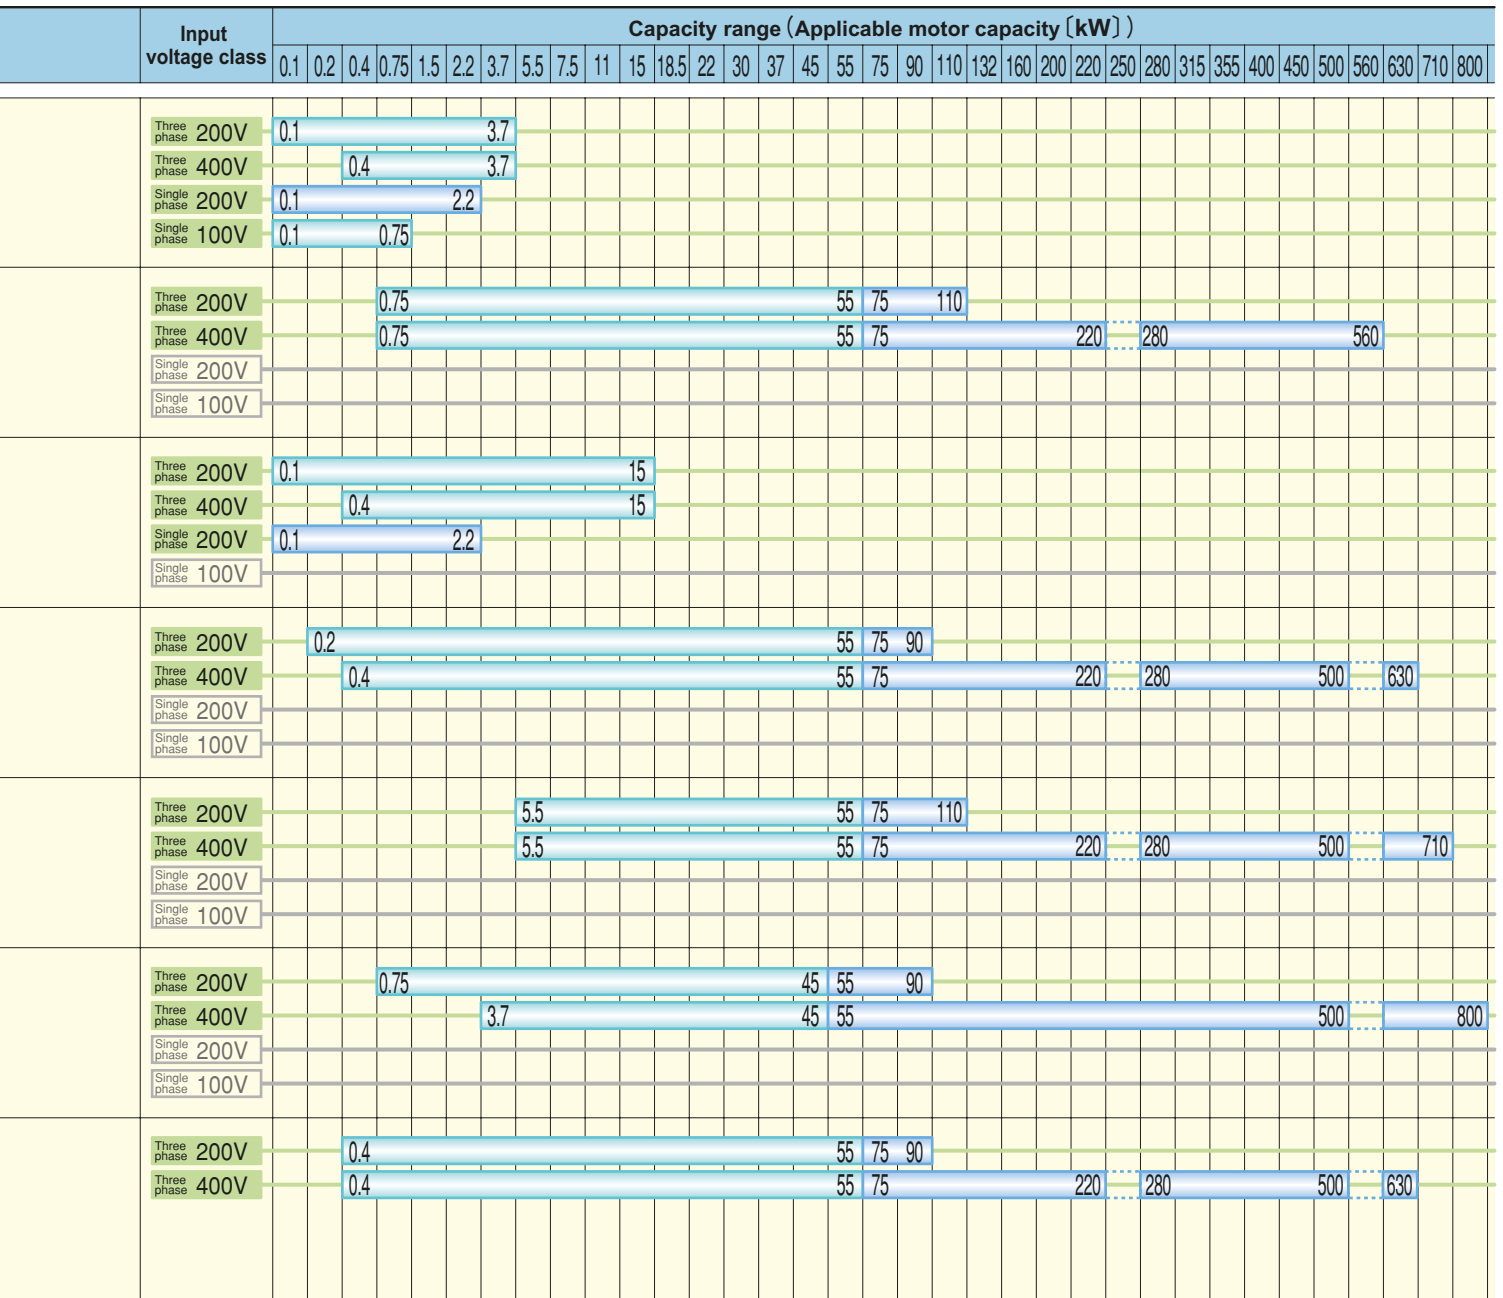 Input
voltage class
Capacity range (Applicable motor capacity [kW])
0.1 0.2 0.4 0.75 1.5 2.2 3.7 5.5 7.5 11 15 18.5 22 30 37 45 55 75 90 110 132 160 200 220 250 280 315 355 400 450 500 560 630 710 800
Three phase 200V 0.1 3.7
Three phase 400V 0.4 3.7
Single phase 200V 0.1 2.2
Single phase 100V 0.1 0.75
Three phase 200V 0.75 55 75 110
Three phase 400V 0.75 55 75 220 280 560
Single phase 200V
Single phase 100V
Three phase 200V 0.1 15
Three phase 400V 0.4 15
Single phase 200V 0.1 2.2
Single phase 100V
Three phase 200V 0.2 55 75 90
Three phase 400V 0.4 55 75 220 280 500 630
Single phase 200V
Single phase 100V
Three phase 200V 5.5 55 75 110
Three phase 400V 5.5 55 75 220 280 500 710
Single phase 200V
Single phase 100V
Three phase 200V 0.75 45 55 90
Three phase 400V 3.7 45 55 500 800
Single phase 200V
Single phase 100V
Three phase 200V 0.4 55 75 90
Three phase 400V 0.4 55 75 220 280 500 630